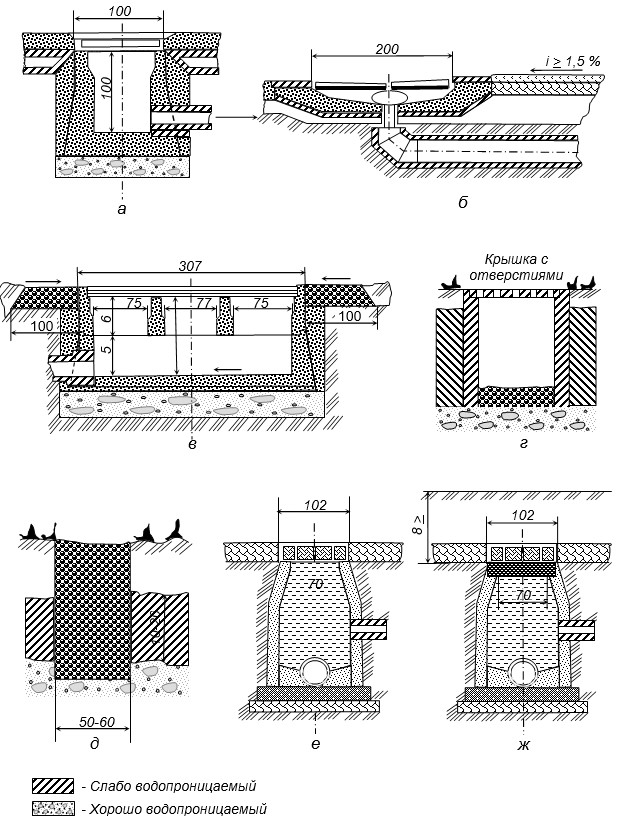 100
100
а
200
i ≥ 1,5 %
б
307
75
77
75
6
100
100
5
в
Крышка с
отверстиями
г
50-60
д
102
70
е
8 ≥
102
70
ж
- Слабо водопроницаемый
- Хорошо водопроницаемый